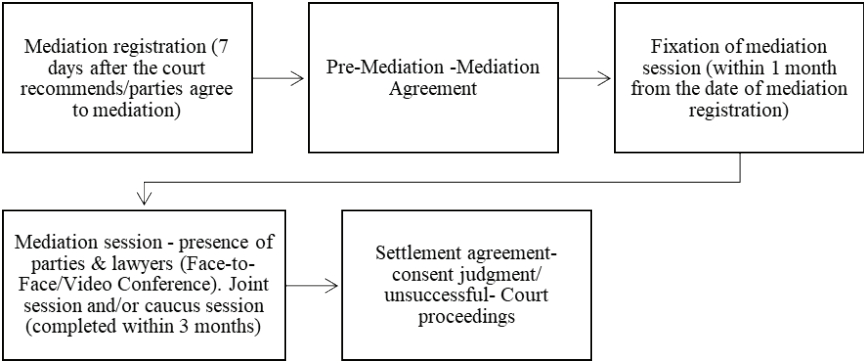 Mediation registration (7
days after the court
recommends/parties agree
to mediation)
Pre-Mediation -Mediation
Agreement
Fixation of mediation
session (within 1 month
from the date of mediation
registration)
Mediation session - presence of
parties & lawyers (Face-to-
Face/Video Conference). Joint
session and/or caucus session
(completed within 3 months)
Settlement agreement-
consent judgment/
unsuccessful- Court
proceedings